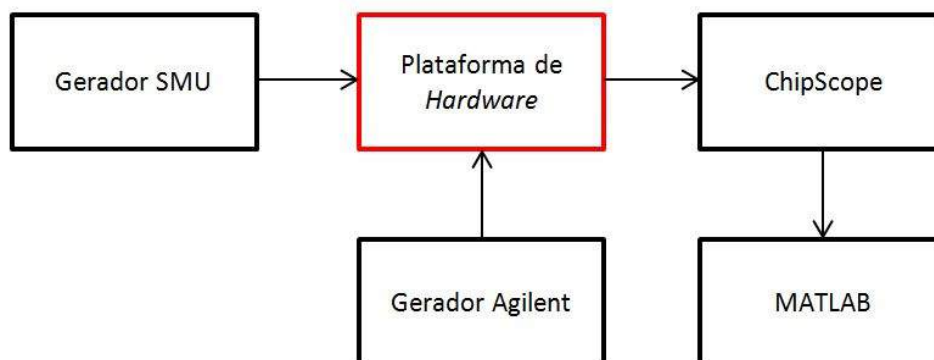 Gerador SMU
Plataforma de
Hardware
ChipScope
Gerador Agilent
MATLAB